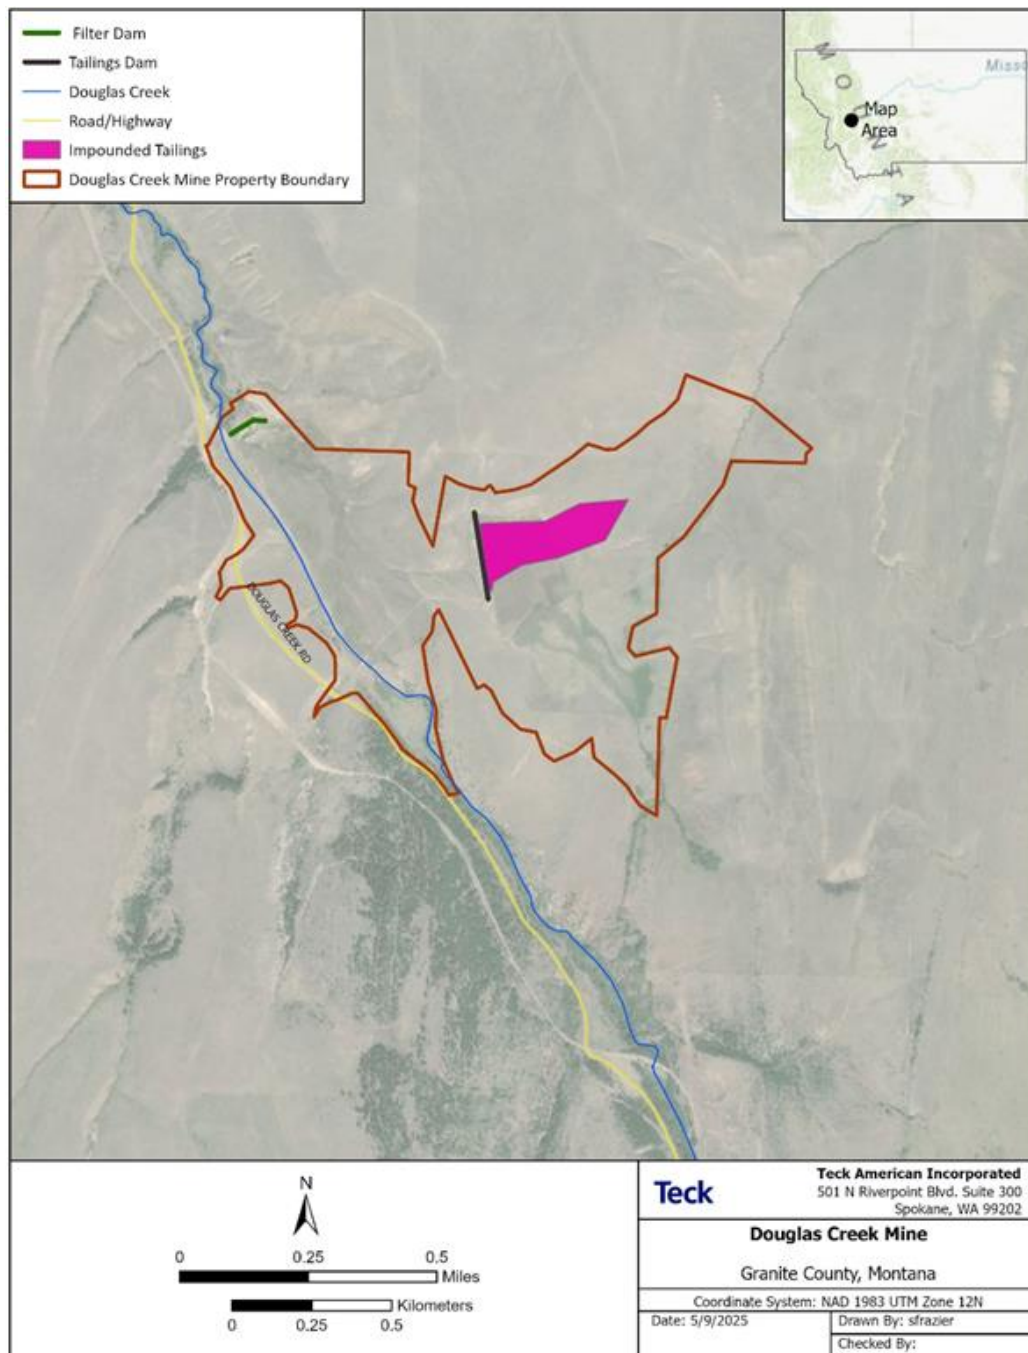 Filter Dam
Tailings Dam
Douglas Creek
Road/Highway
Impounded Tailings
Douglas Creek Mine Property Boundary
M O N T A
Misso
Map
Area
DOUGLAS CREEK RD
N
0 0.25 0.5
Miles
Kilometers
0 0.25 0.5
Teck
Teck American Incorporated
501 N Riverpoint Blvd. Suite 300
Spokane, WA 99202
Douglas Creek Mine
Granite County, Montana
Coordinate System: NAD 1983 UTM Zone 12N
Date: 5/9/2025
Drawn By: sfrazier
Checked By: